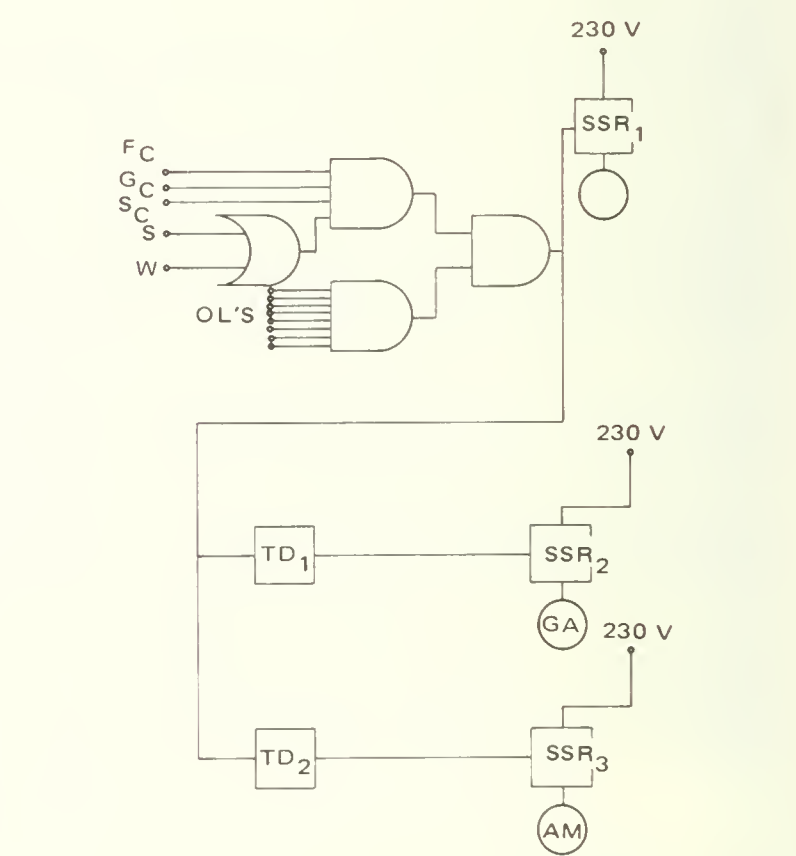 230 V
SSR1
FC
GC
SC
S
W
OL'S
230 V
TD1
SSR2
GA
230 V
TD2
SSR3
AM